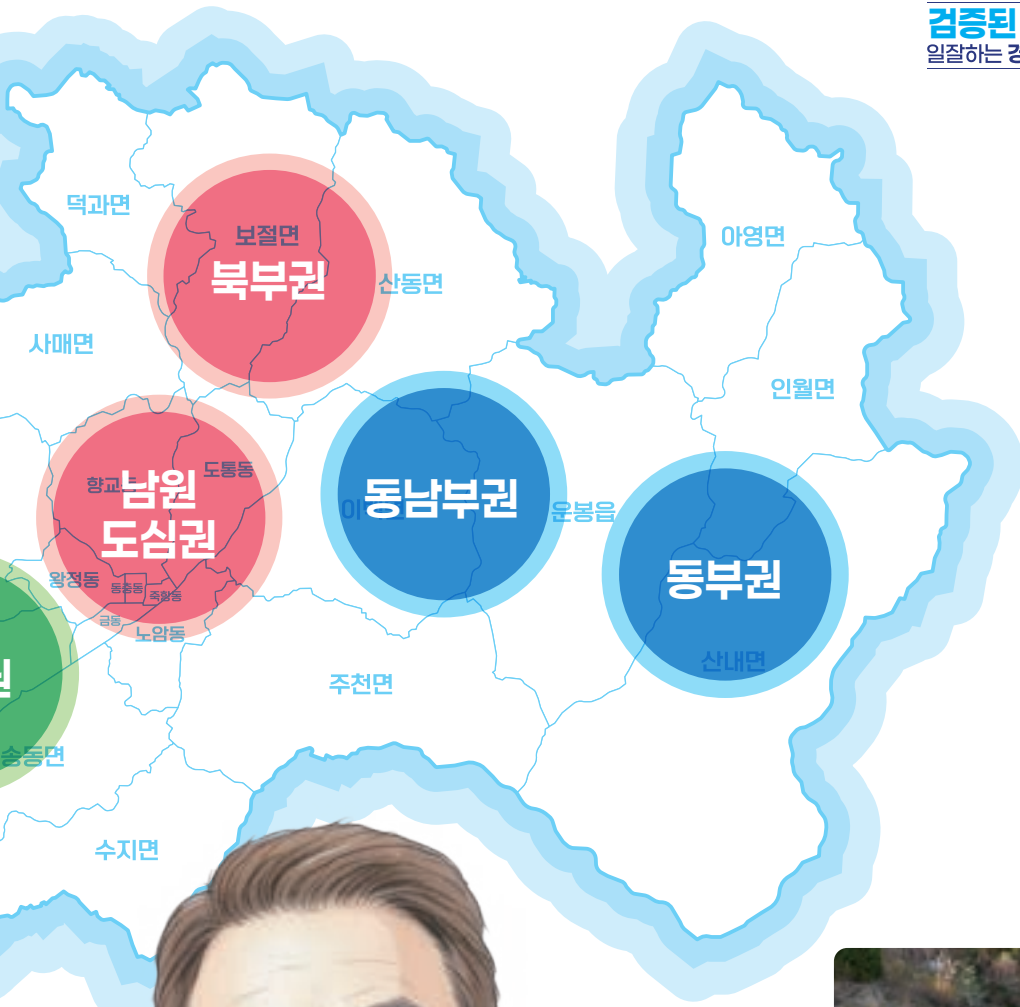 검증된
일잘하는
덕과면
보절면
북부권
산동면
아영면
사매면
인월면
향교동
도통동
남원
도심권
동남부권
운봉읍
왕정동
동충동
죽항동
금동
노암동
동부권
산내면
주천면
권
송동면
수지면